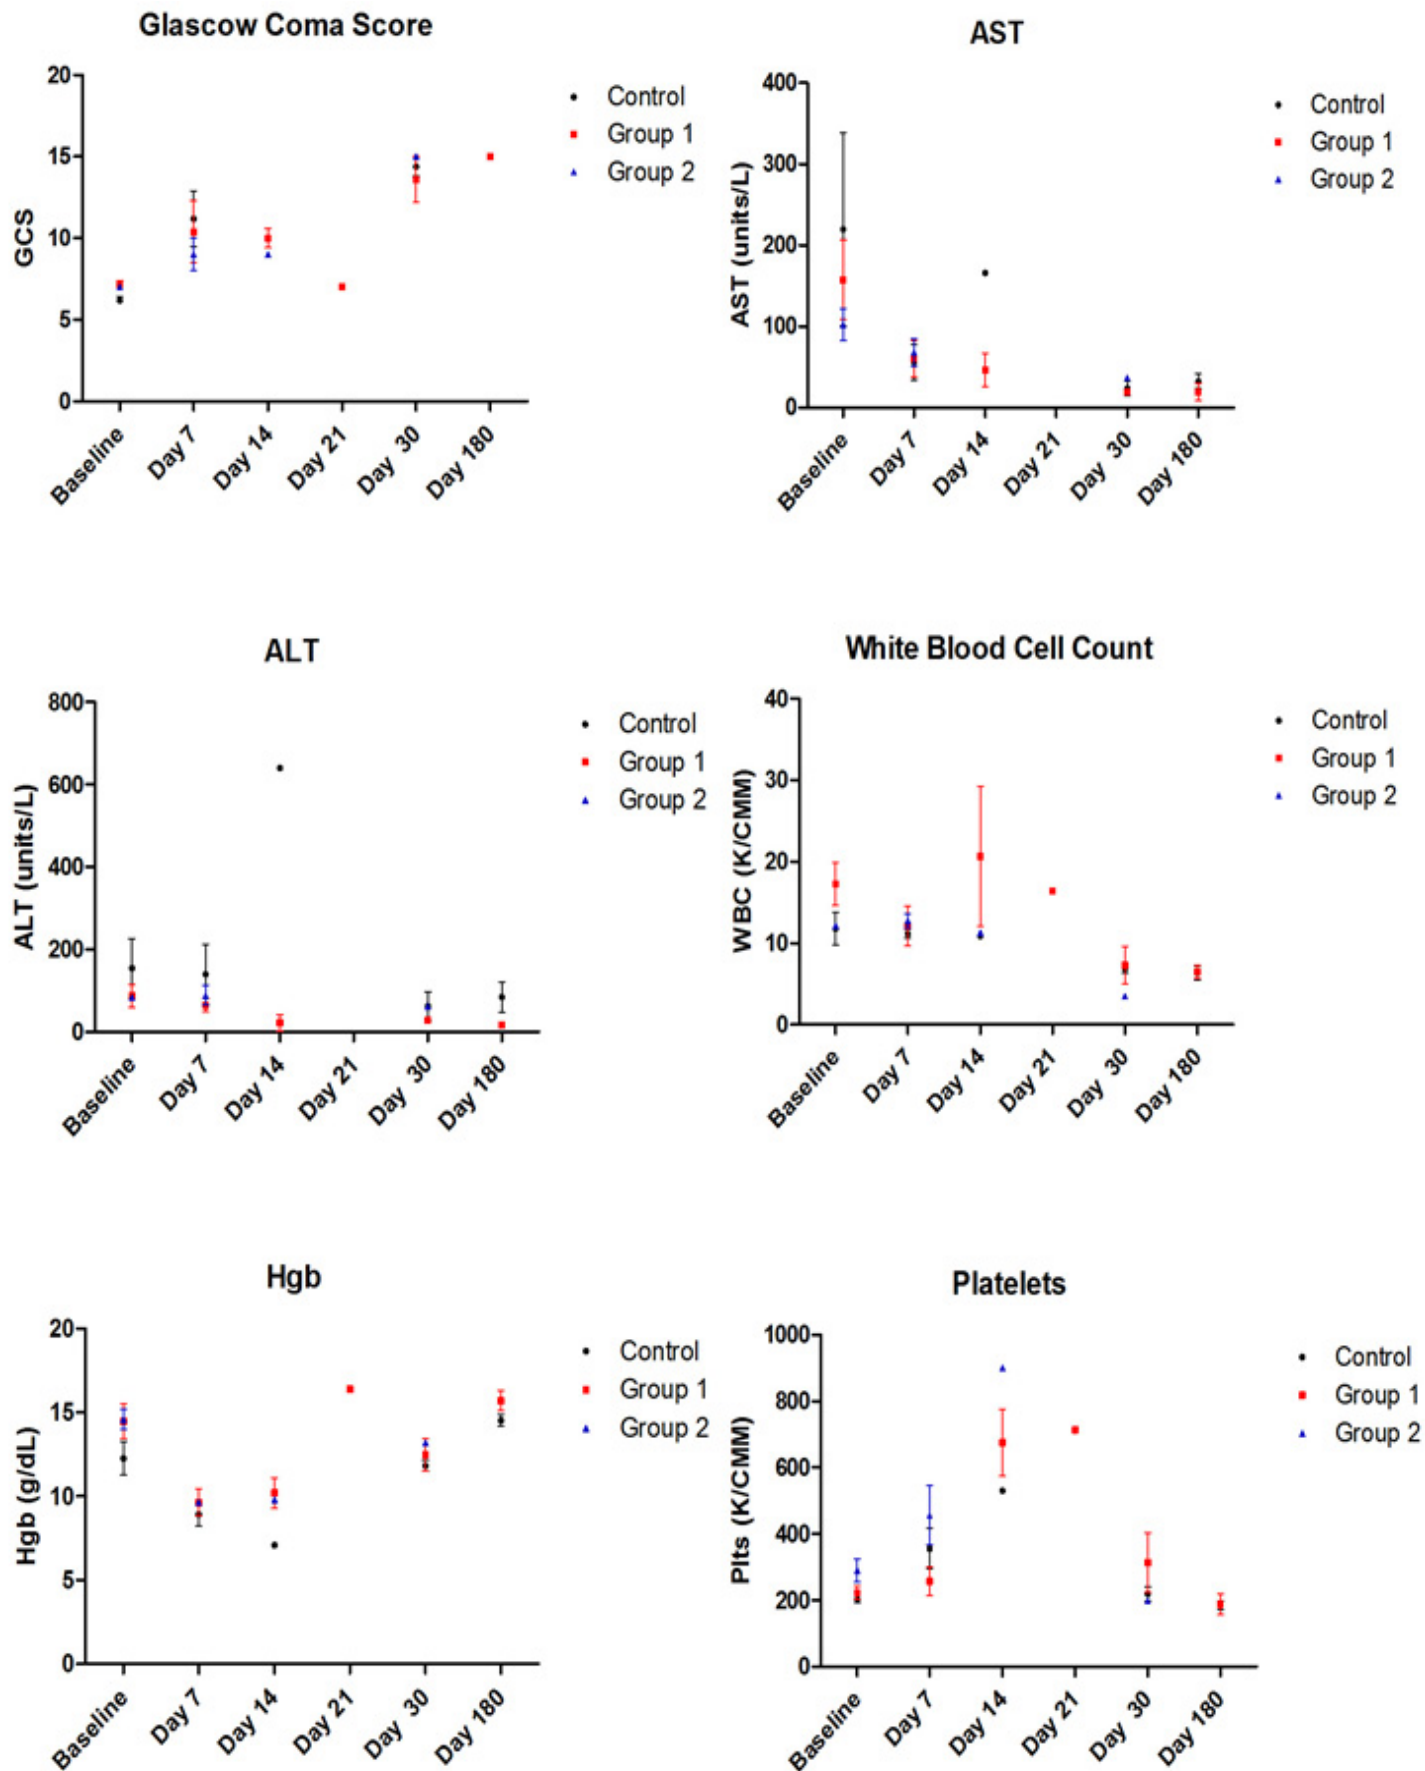 Glascow Coma Score
20
15
10
5
0
GCS
Baseline
Day 7
Day 14
Day 21
Day 30
Day 180
Control
Group 1
Group 2
AST
400
300
200
100
0
AST (units/L)
Baseline
Day 7
Day 14
Day 21
Day 30
Day 180
Control
Group 1
Group 2
ALT
800
600
400
200
0
ALT (units/L)
Baseline
Day 7
Day 14
Day 21
Day 30
Day 180
Control
Group 1
Group 2
White Blood Cell Count
40
30
20
10
0
WBC (K/CMM)
Baseline
Day 7
Day 14
Day 21
Day 30
Day 180
Control
Group 1
Group 2
Hgb
20
15
10
5
0
Hgb (g/dL)
Baseline
Day 7
Day 14
Day 21
Day 30
Day 180
Control
Group 1
Group 2
Platelets
1000
800
600
400
200
0
Plts (K/CMM)
Baseline
Day 7
Day 14
Day 21
Day 30
Day 180
Control
Group 1
Group 2